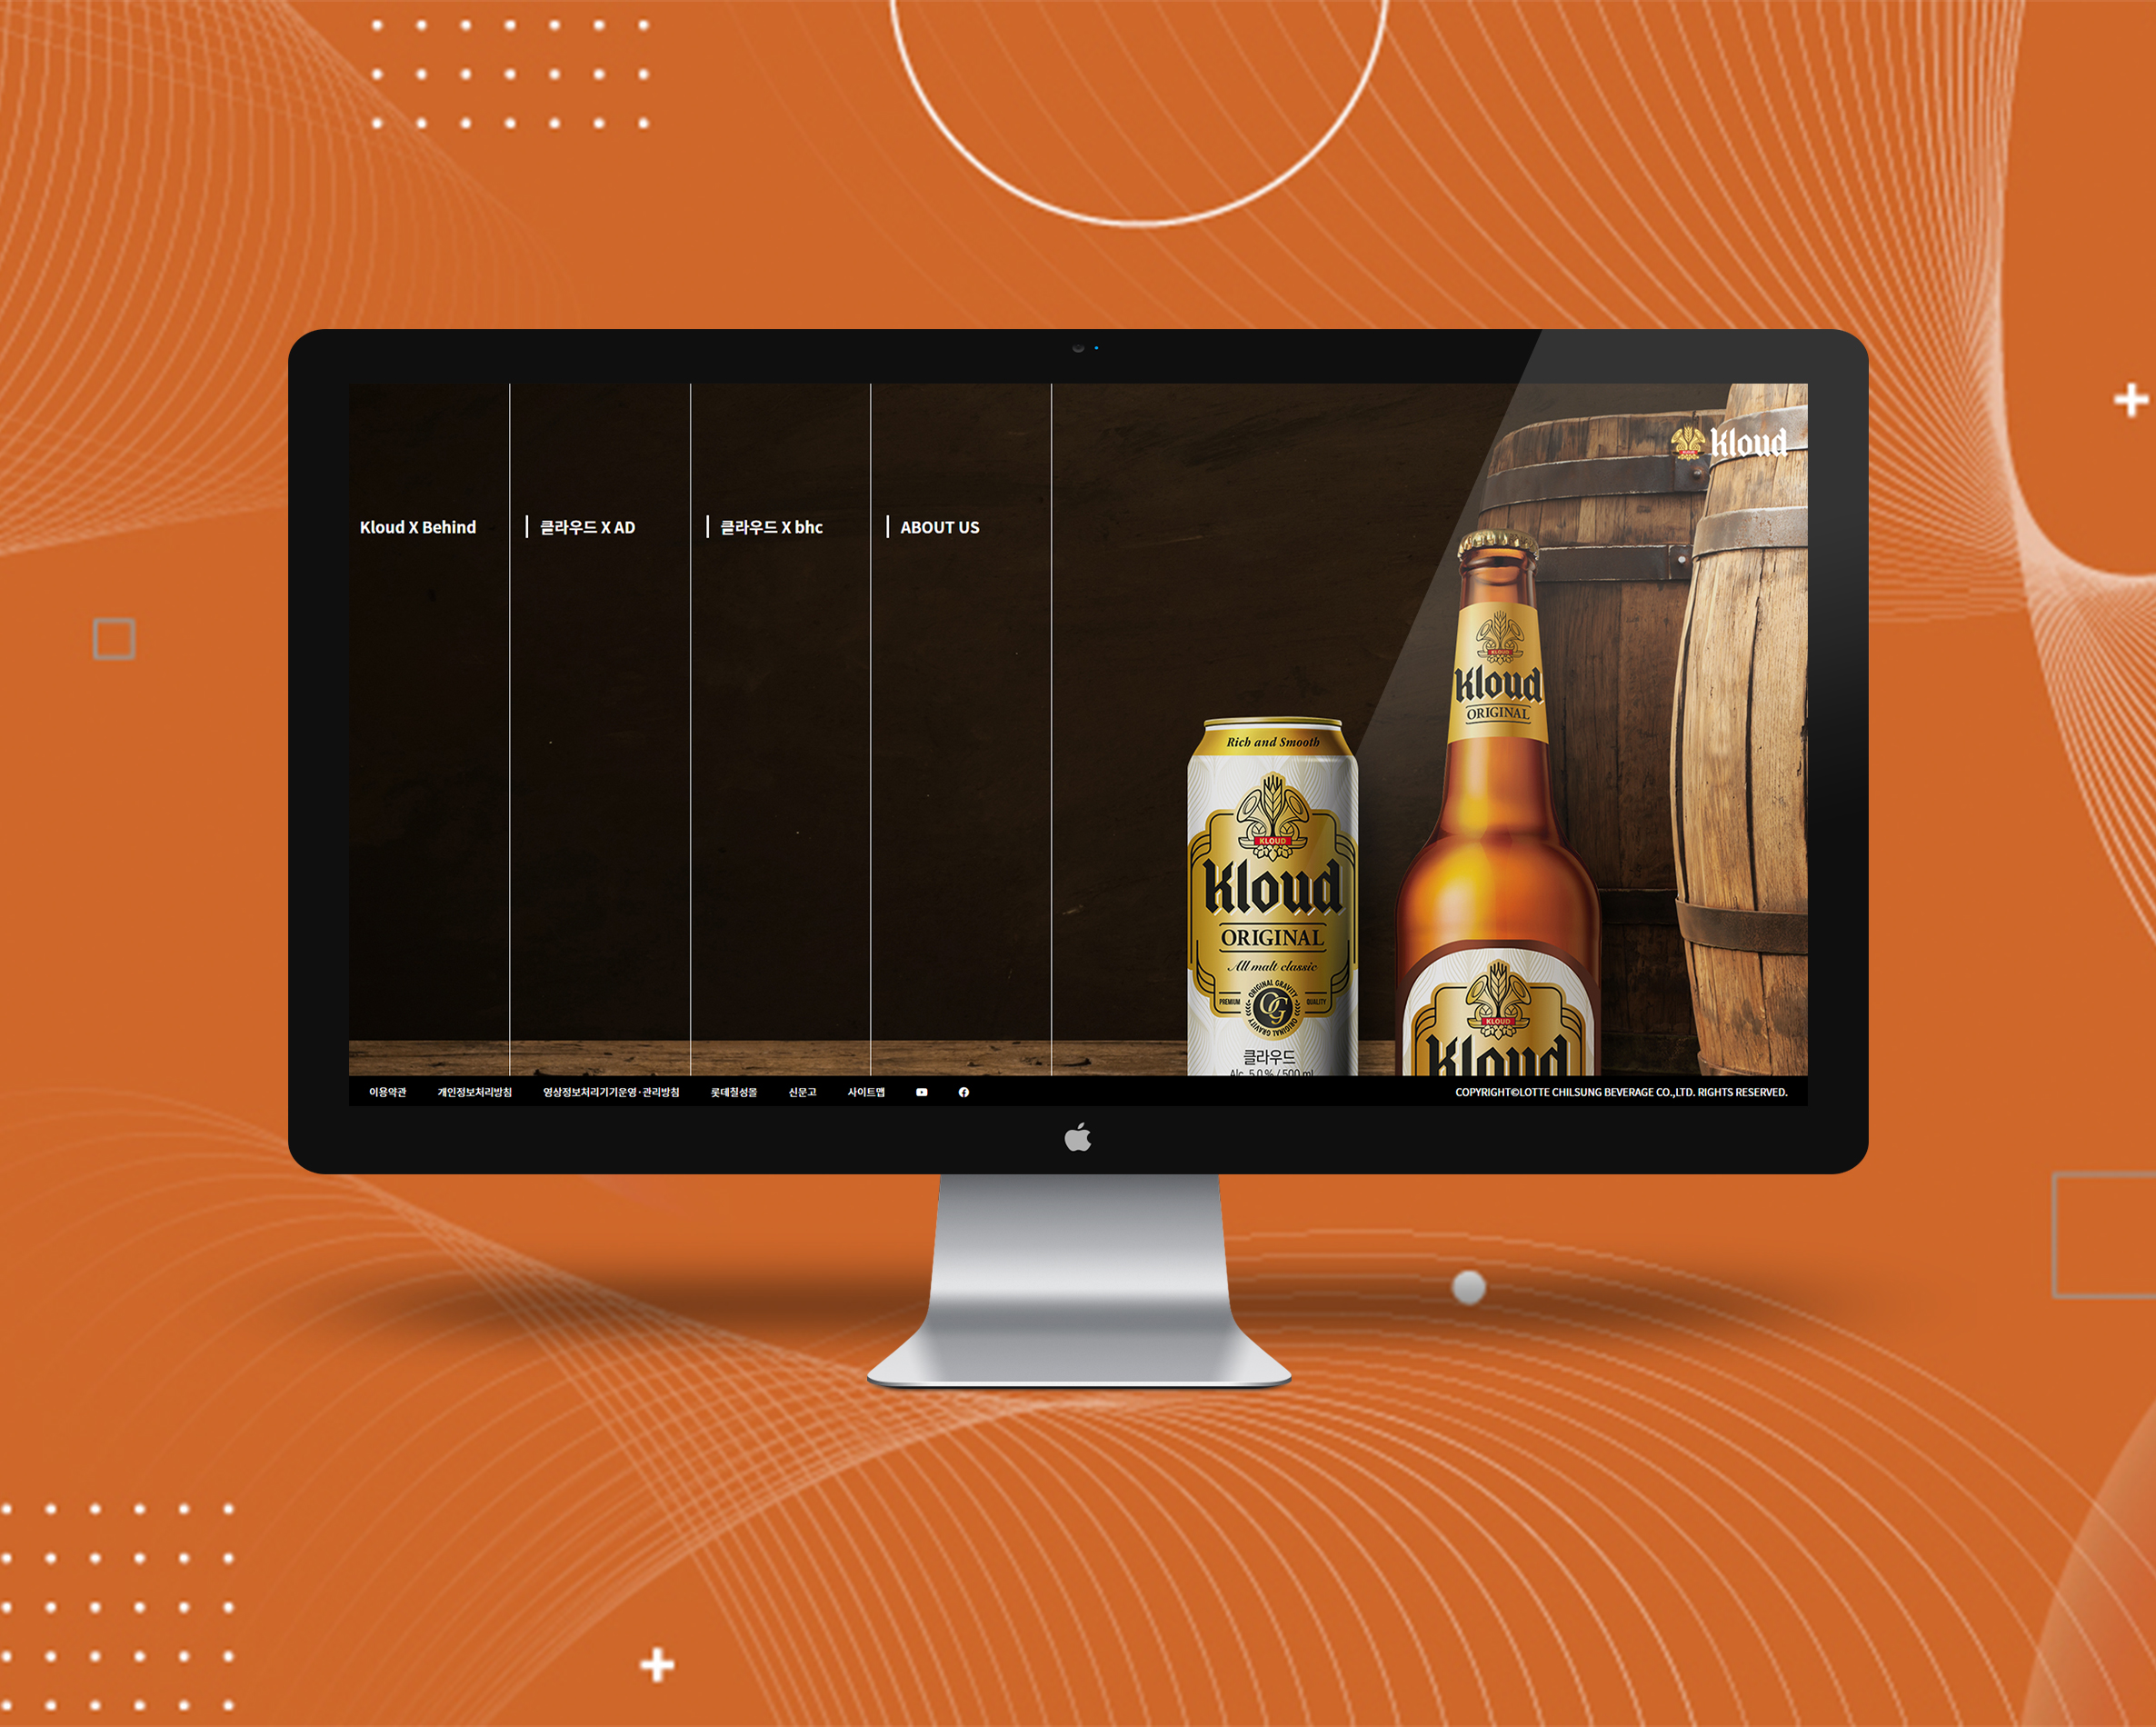 kloud
Kloud X Behind
클라우드 X AD
클라우드 X bhc
ABOUT US
kloud
ORIGINAL
Rich and Smooth
KLOUD
kloud
ORIGINAL
All malt classic
PREMIUM
ORIGINAL GRAVITY
OG
ORIGINAL GRAVITY
QUALITY
클라우드
Alc. 5.0% / 500 ml
KLOUD
KLOUD
kloud
이용약관 개인정보처리방침 영상정보처리기기운영·관리방침 롯데칠성몰 신문고 사이트맵
COPYRIGHT©LOTTE CHILSUNG BEVERAGE CO.,LTD. RIGHTS RESERVED.